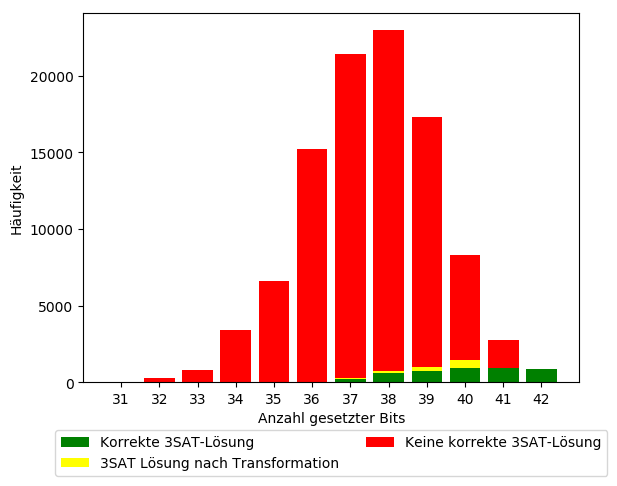 Häufigkeit
20000
15000
10000
5000
0
31 32 33 34 35 36 37 38 39 40 41 42
Anzahl gesetzter Bits
Korrekte 3SAT-Lösung
3SAT Lösung nach Transformation
Keine korrekte 3SAT-Lösung